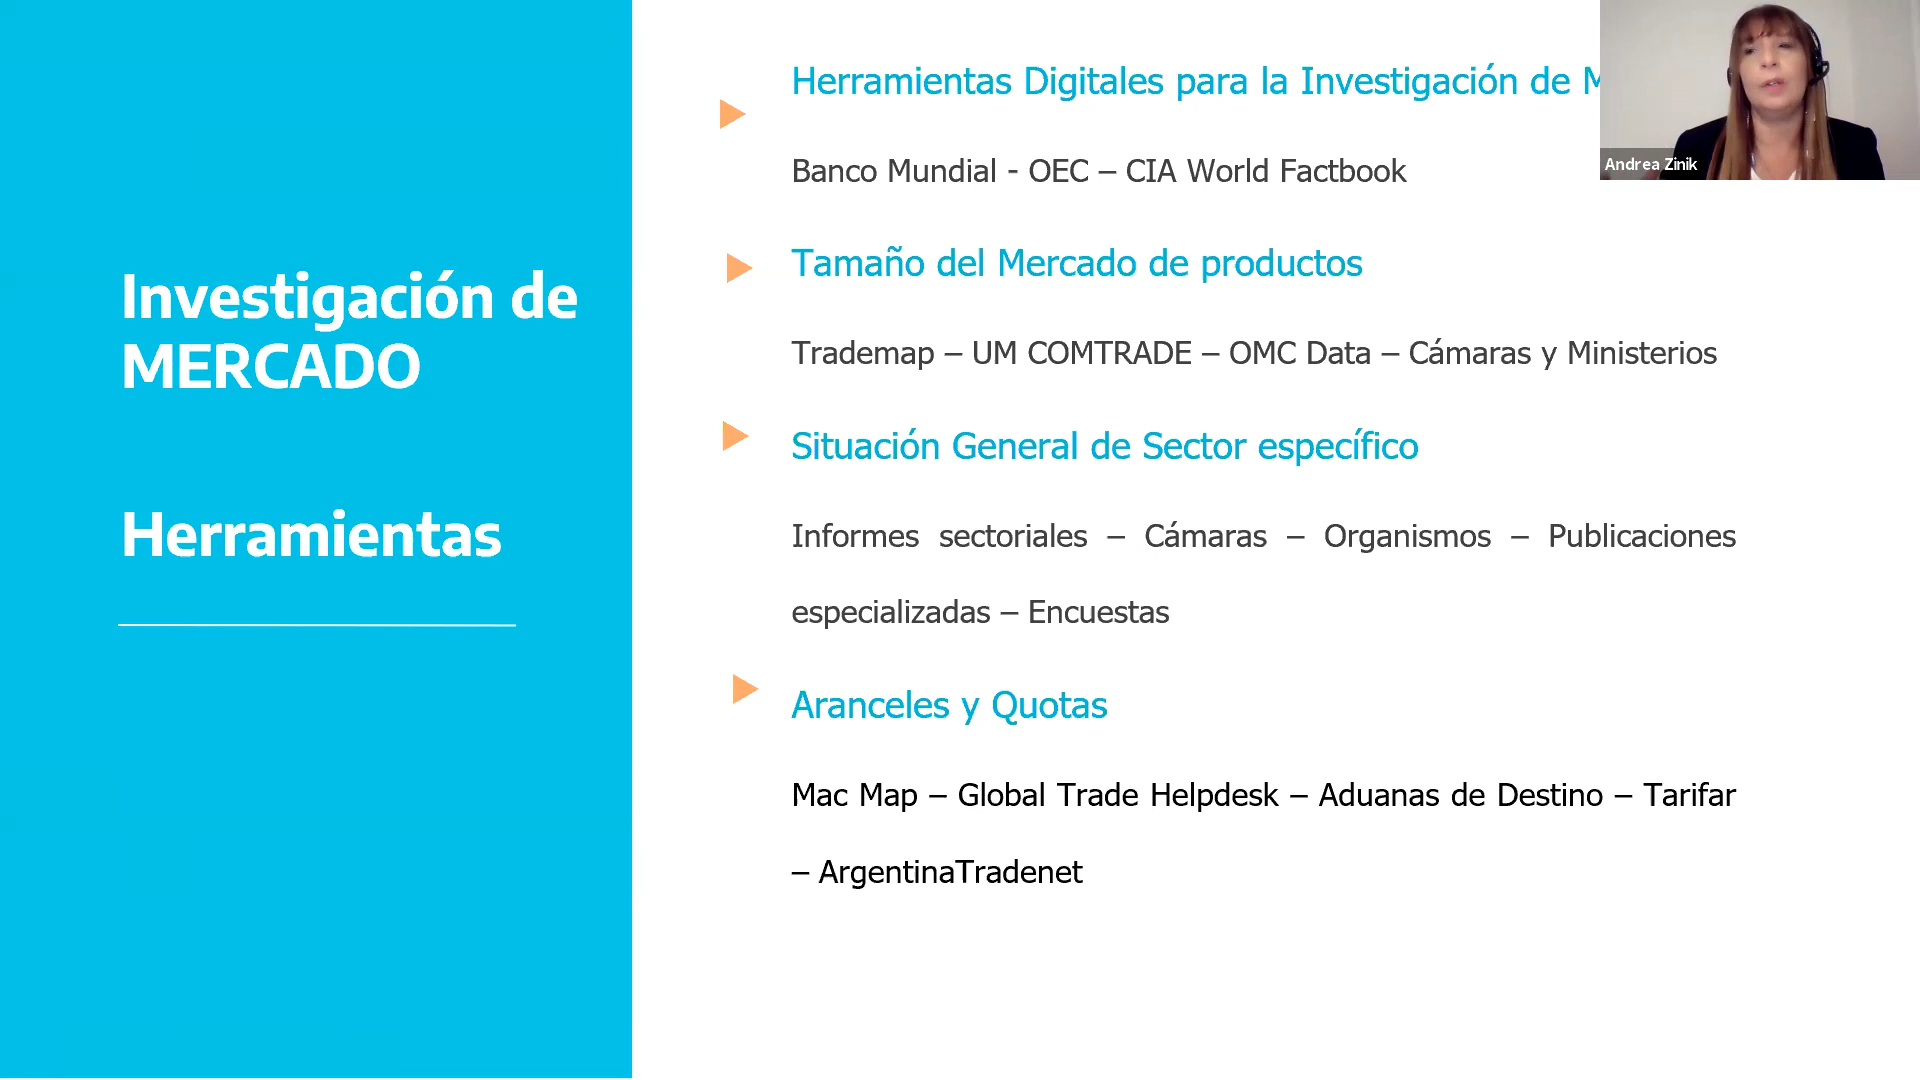 Investigación de
MERCADO
Herramientas
Herramientas Digitales para la Investigación de
Banco Mundial - OEC – CIA World Factbook
Tamaño del Mercado de productos
Trademap – UM COMTRADE – OMC Data – Cámaras y Ministerios
Situación General de Sector específico
Informes sectoriales – Cámaras – Organismos – Publicaciones
especializadas – Encuestas
Aranceles y Quotas
Mac Map – Global Trade Helpdesk – Aduanas de Destino – Tarifar
– ArgentinaTradenet
Andrea Zinik